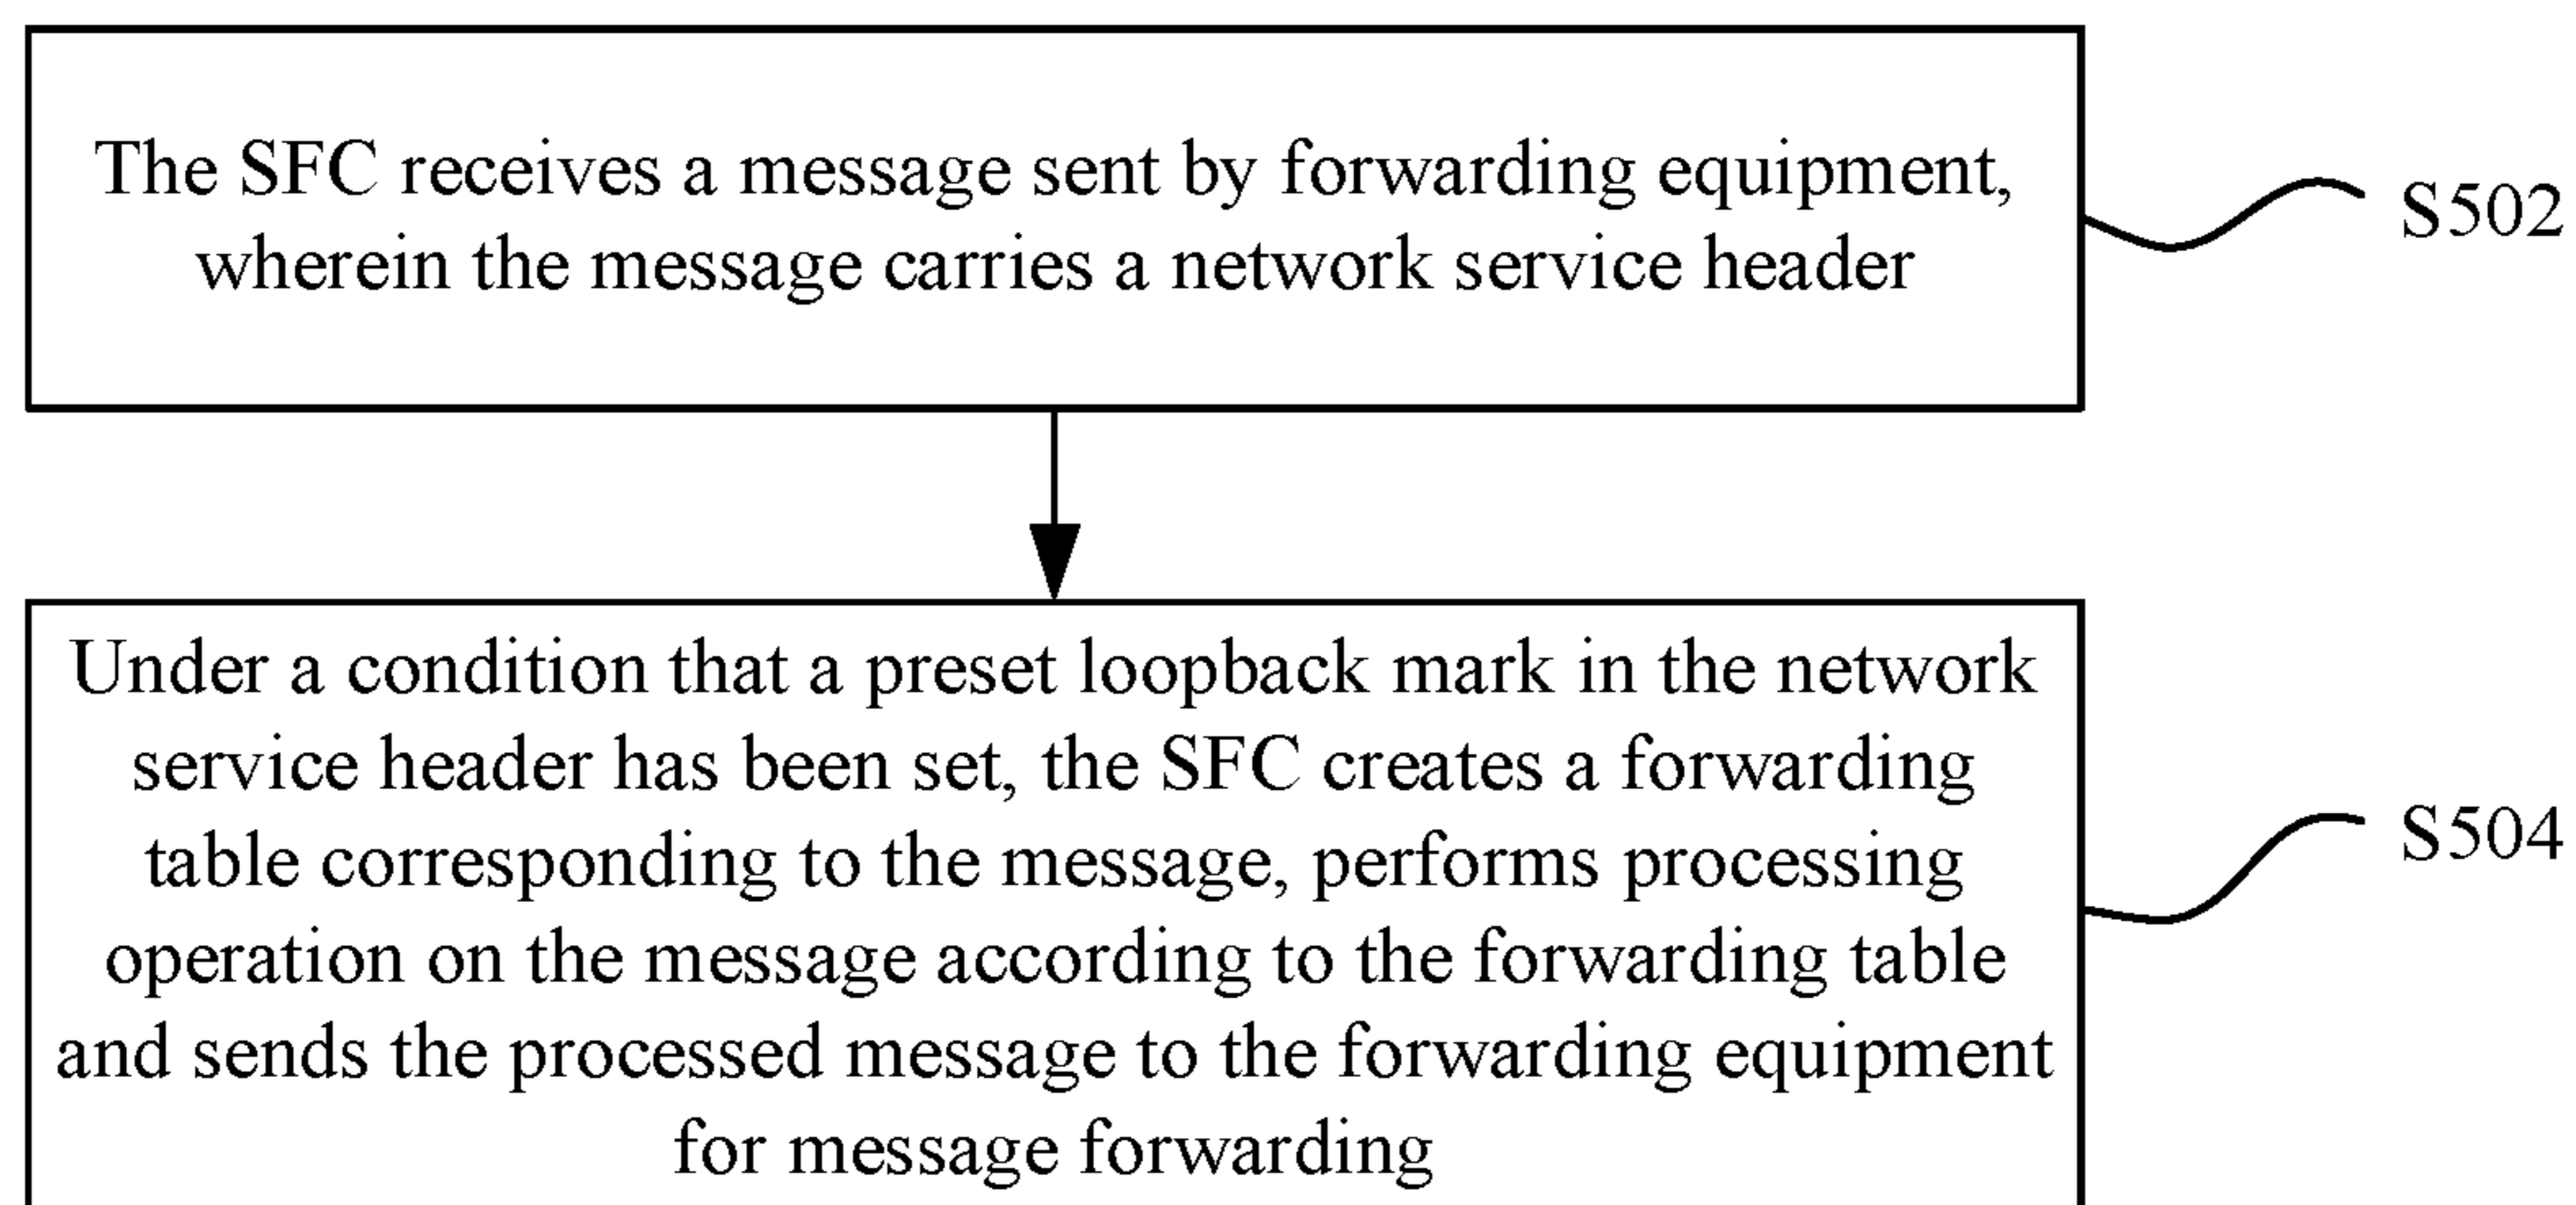 The SFC receives a message sent by forwarding equipment,
wherein the message carries a network service header
S502
Under a condition that a preset loopback mark in the network
service header has been set, the SFC creates a forwarding
table corresponding to the message, performs processing
operation on the message according to the forwarding table
and sends the processed message to the forwarding equipment
for message forwarding
S504